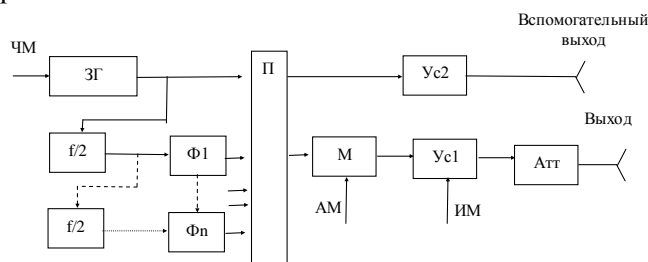 Вспомогательный
выход
ЧМ
ЗГ
П
Ус2
Выход
f/2
Ф1
М
Ус1
Атт
f/2
Фn
АМ
ИМ